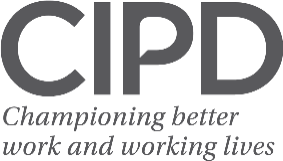 CIPD
Championing better
work and working lives